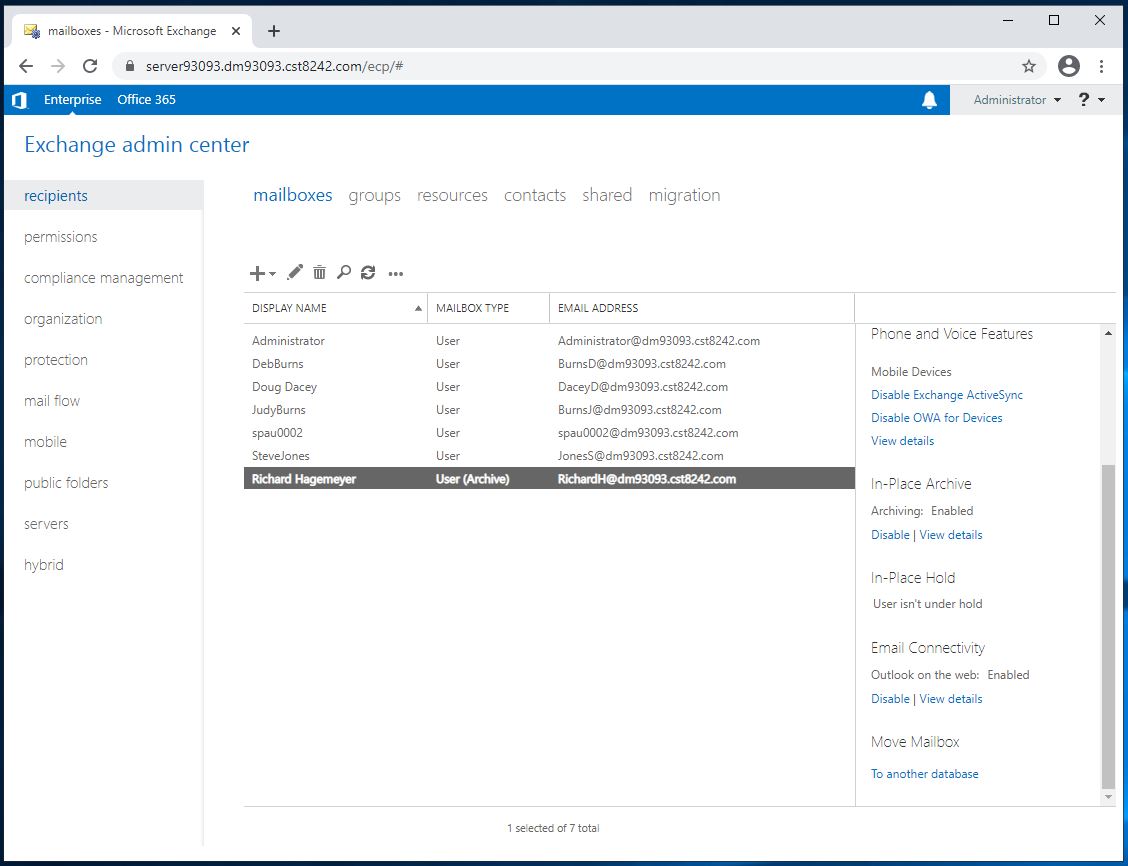 mailboxes - Microsoft Exchange
server93093.dm93093.cst8242.com/ecp/#
Enterprise Office 365 Administrator ?
Exchange admin center
recipients
permissions
compliance management
organization
protection
mail flow
mobile
public folders
servers
hybrid
mailboxes groups resources contacts shared migration
DISPLAY NAME MAILBOX TYPE EMAIL ADDRESS
Administrator User Administrator@dm93093.cst8242.com
DebBurns User BurnsD@dm93093.cst8242.com
Doug Dacey User DaceyD@dm93093.cst8242.com
JudyBurns User BurnsJ@dm93093.cst8242.com
spau0002 User spau0002@dm93093.cst8242.com
SteveJones User JonesS@dm93093.cst8242.com
Richard Hagemeyer User (Archive) RichardH@dm93093.cst8242.com
Phone and Voice Features
Mobile Devices
Disable Exchange ActiveSync
Disable OWA for Devices
View details
In-Place Archive
Archiving: Enabled
Disable | View details
In-Place Hold
User isn't under hold
Email Connectivity
Outlook on the web: Enabled
Disable | View details
Move Mailbox
To another database
1 selected of 7 total